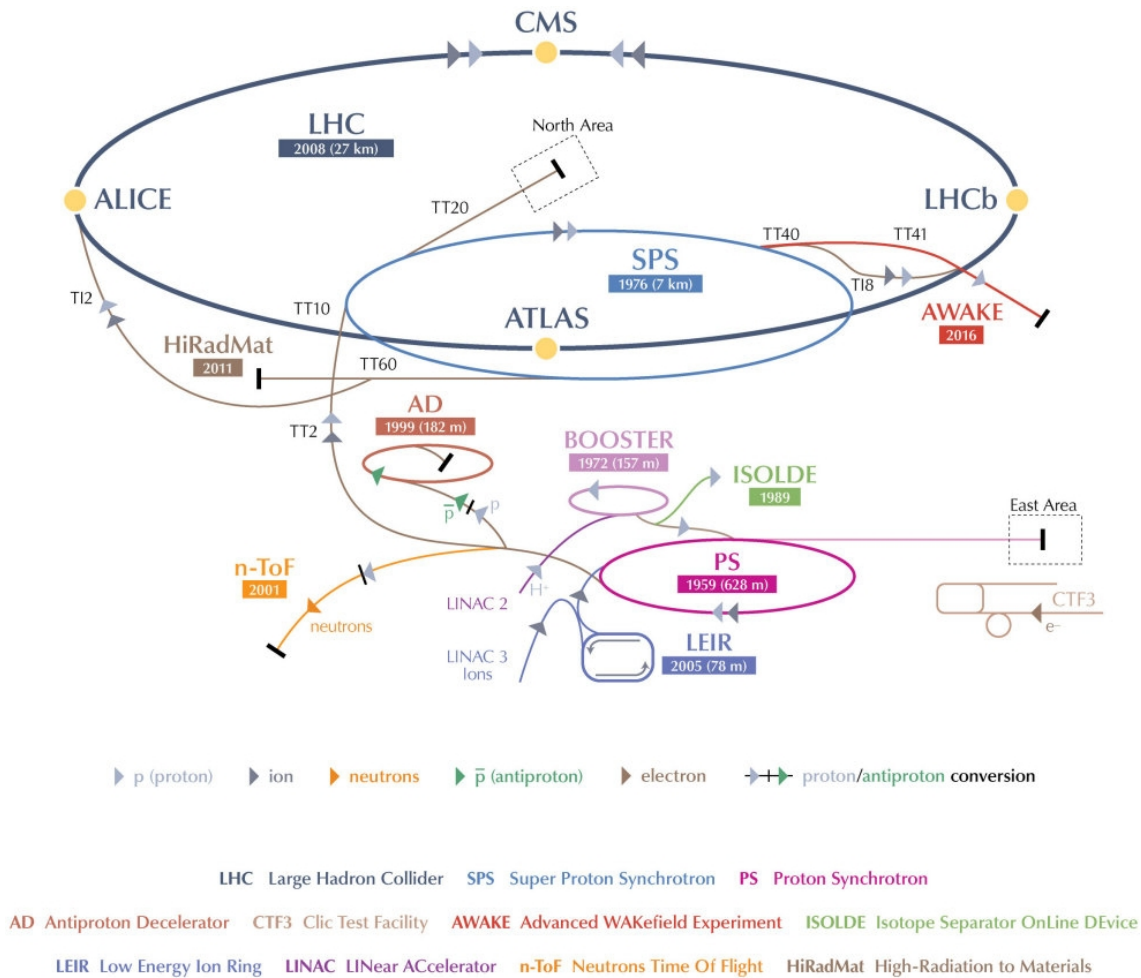 CMS
LHC
2008 (27 km)
North Area
ALICE
TT20
LHCb
TT40
TT41
SPS
1976 (7 km)
TI2
TT10
TI8
ATLAS
AWAKE
2016
HiRadMat
2011
TT60
AD
1999 (182 m)
TT2
BOOSTER
1972 (157 m)
ISOLDE
1989
p̅
p
East Area
n-ToF
2001
PS
1959 (628 m)
LINAC 2
H⁺
neutrons
CTF3
e⁻
LEIR
2005 (78 m)
LINAC 3
Ions
p (proton) ion neutrons p̅ (antiproton) electron proton/antiproton conversion
LHC Large Hadron Collider SPS Super Proton Synchrotron PS Proton Synchrotron
AD Antiproton Decelerator CTF3 Clic Test Facility AWAKE Advanced WAKefield Experiment ISOLDE Isotope Separator OnLine DEvice
LEIR Low Energy Ion Ring LINAC LINear ACcelerator n-ToF Neutrons Time Of Flight HiRadMat High-Radiation to Materials